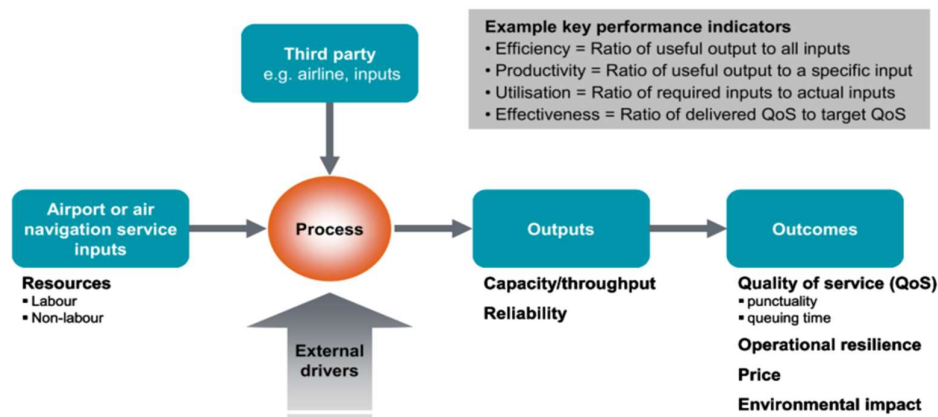 Third party
e.g. airline, inputs
Example key performance indicators
• Efficiency = Ratio of useful output to all inputs
• Productivity = Ratio of useful output to a specific input
• Utilisation = Ratio of required inputs to actual inputs
• Effectiveness = Ratio of delivered QoS to target QoS
Airport or air
navigation service
inputs
Process
Outputs
Outcomes
Resources
▪ Labour
▪ Non-labour
External
drivers
Capacity/throughput
Reliability
Quality of service (QoS)
▪ punctuality
▪ queuing time
Operational resilience
Price
Environmental impact